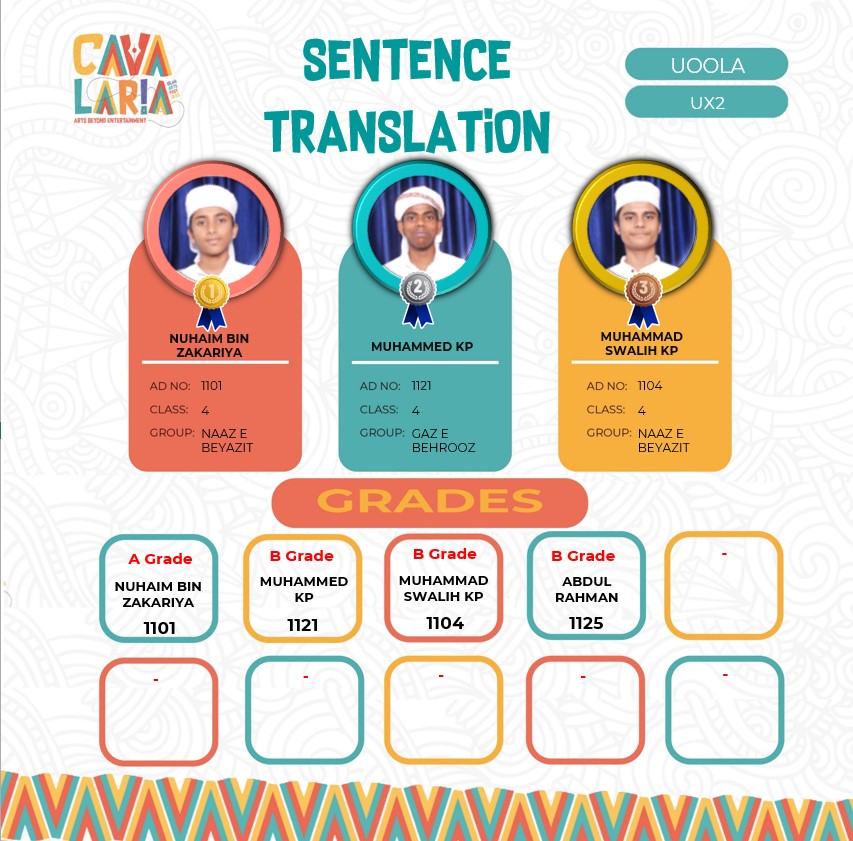 CAVA
LARIA
ARTS BEYOND ENTERTAINMENT
SENTENCE
TRANSLATION
UOOLA
UX2
1
NUHAIM BIN
ZAKARIYA
AD NO: 1101
CLASS: 4
GROUP: NAAZ E
BEYAZIT
2
MUHAMMED KP
AD NO: 1121
CLASS: 4
GROUP: GAZ E
BEHROOZ
3
MUHAMMAD
SWALIH KP
AD NO: 1104
CLASS: 4
GROUP: NAAZ E
BEYAZIT
GRADES
A Grade
NUHAIM BIN
ZAKARIYA
1101
B Grade
MUHAMMED
KP
1121
B Grade
MUHAMMAD
SWALIH KP
1104
B Grade
ABDUL
RAHMAN
1125
-
-
-
-
-
-